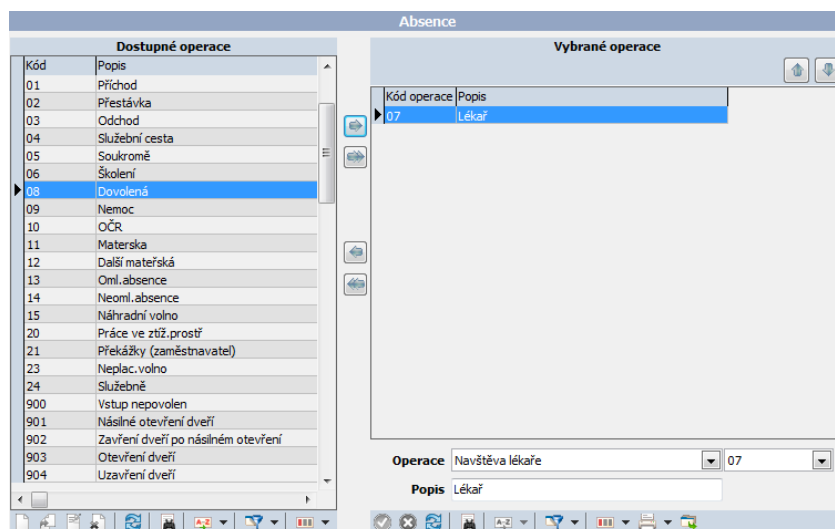 Absence
Dostupné operace
Kód Popis
01 Příchod
02 Přestávka
03 Odchod
04 Služební cesta
05 Soukromě
06 Školení
08 Dovolená
09 Nemoc
10 OČR
11 Materska
12 Další mateřská
13 Oml.absence
14 Neoml.absence
15 Náhradní volno
20 Práce ve ztíž.prostř
21 Překážky (zaměstnavatel)
23 Neplac.volno
24 Služebně
900 Vstup nepovolen
901 Násilné otevření dveří
902 Zavření dveří po násilném otevření
903 Otevření dveří
904 Uzavření dveří
Vybrané operace
Kód operace Popis
07 Lékař
Operace Navštěva lékaře 07
Popis Lékař